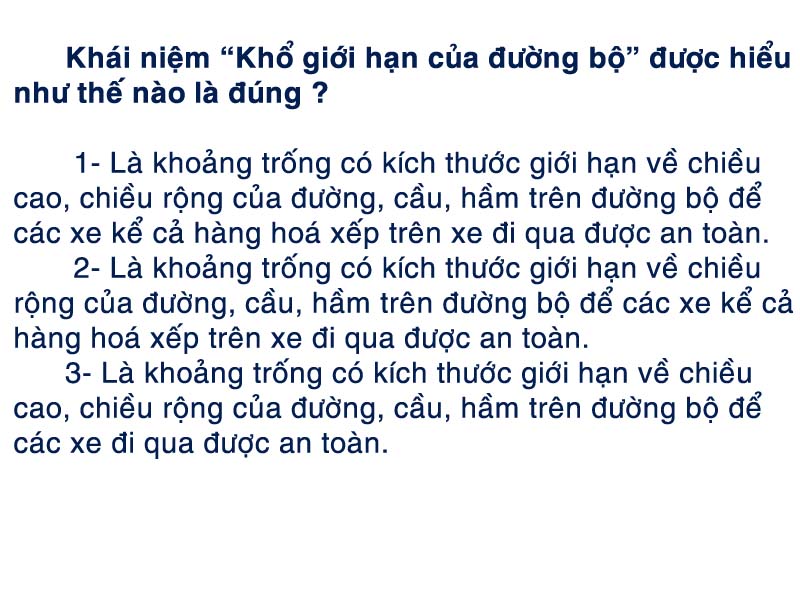 Khái niệm “Khổ giới hạn của đường bộ” được hiểu
như thế nào là đúng ?
1- Là khoảng trống có kích thước giới hạn về chiều
cao, chiều rộng của đường, cầu, hầm trên đường bộ để
các xe kể cả hàng hoá xếp trên xe đi qua được an toàn.
2- Là khoảng trống có kích thước giới hạn về chiều
rộng của đường, cầu, hầm trên đường bộ để các xe kể cả
hàng hoá xếp trên xe đi qua được an toàn.
3- Là khoảng trống có kích thước giới hạn về chiều
cao, chiều rộng của đường, cầu, hầm trên đường bộ để
các xe đi qua được an toàn.